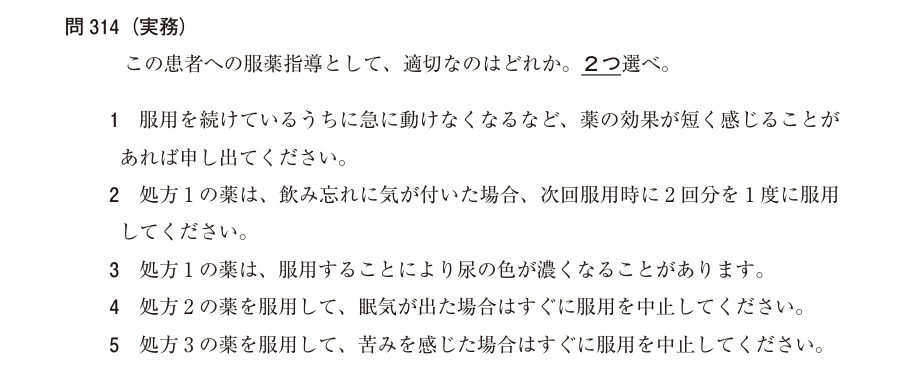 問 314(実務)
この患者への服薬指導として、適切なのはどれか。２つ選べ。
1 服用を続けているうちに急に動けなくなるなど、薬の効果が短く感じることが
あれば申し出てください。
2 処方１の薬は、飲み忘れに気が付いた場合、次回服用時に２回分を１度に服用
してください。
3 処方１の薬は、服用することにより尿の色が濃くなることがあります。
4 処方２の薬を服用して、眠気が出た場合はすぐに服用を中止してください。
5 処方３の薬を服用して、苦みを感じた場合はすぐに服用を中止してください。